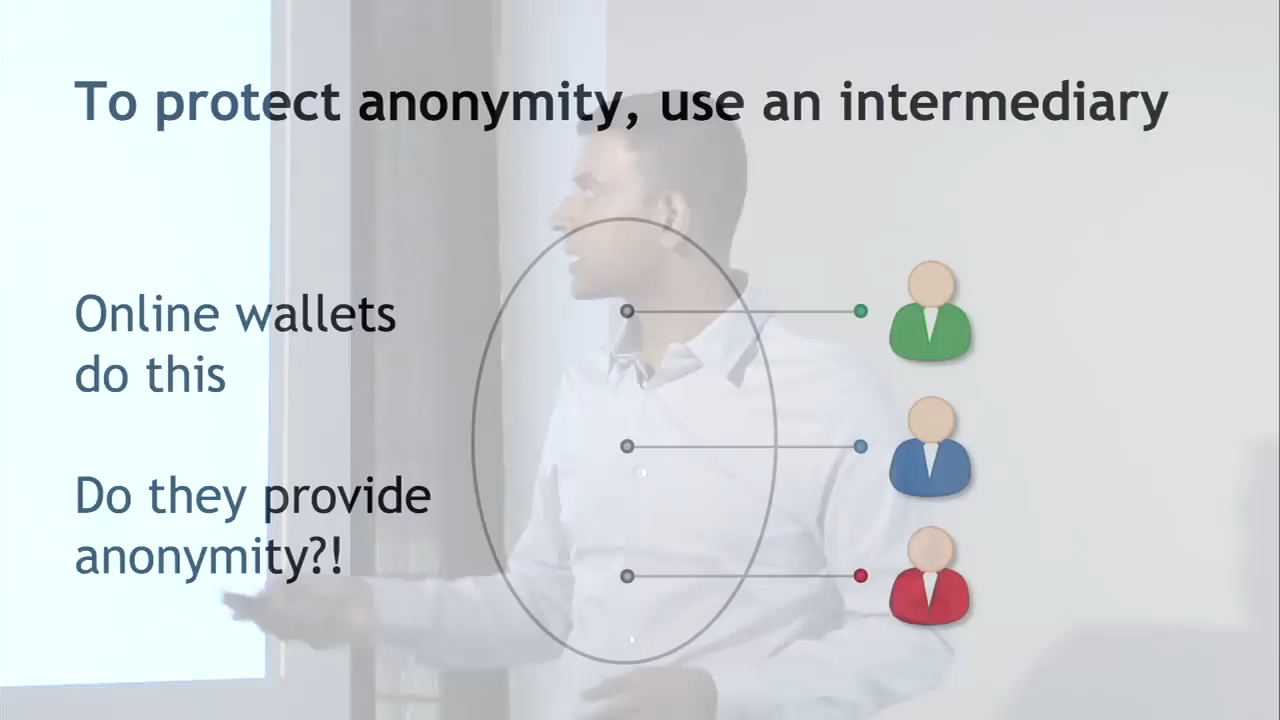 To protect anonymity, use an intermediary
Online wallets
do this
Do they provide
anonymity?!